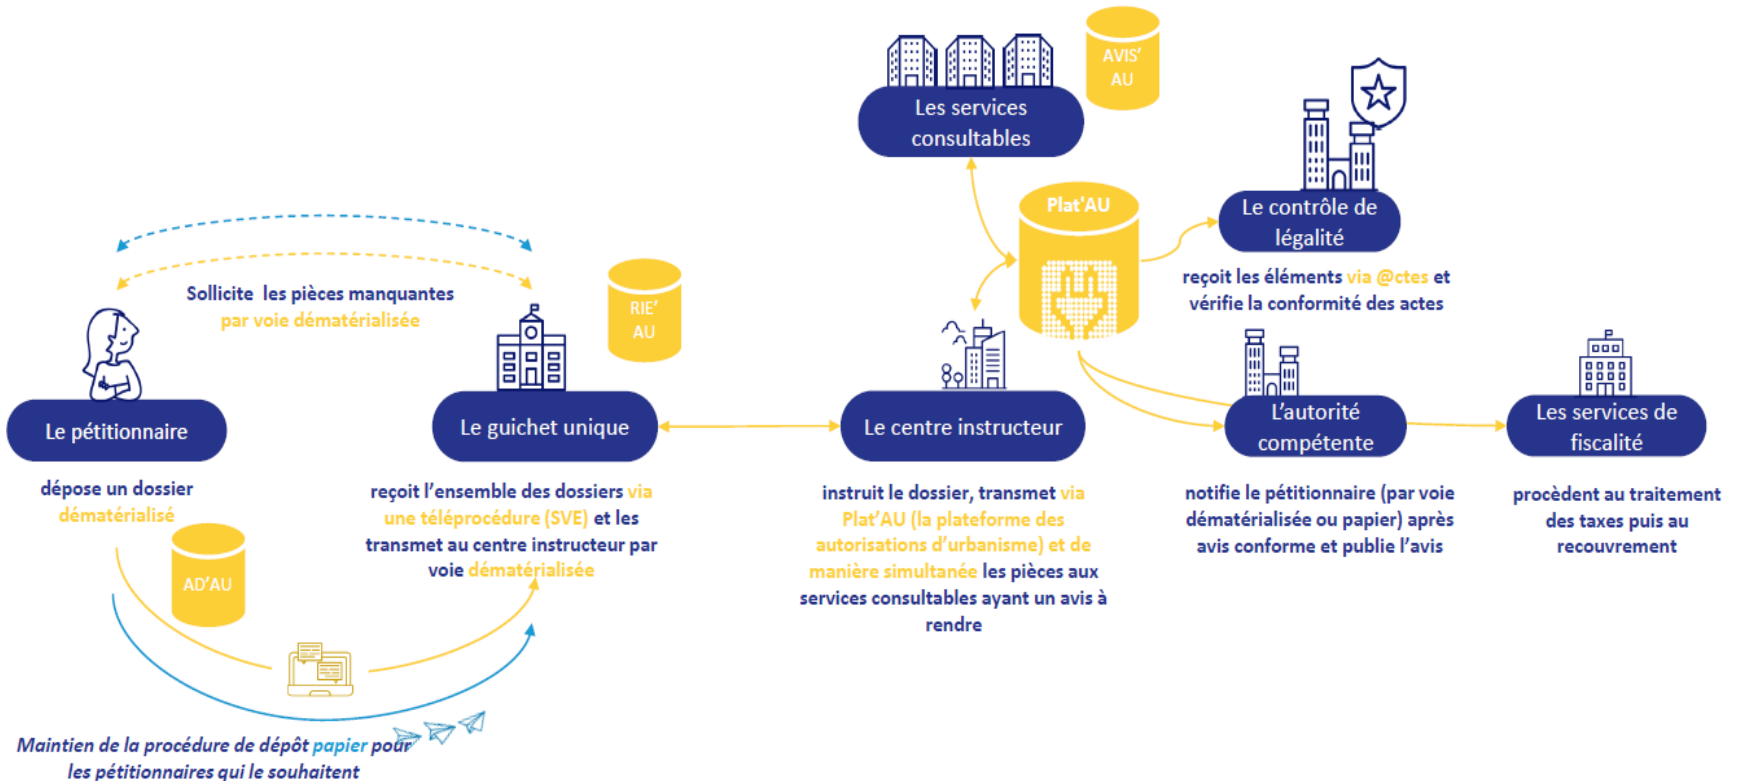 AVIS'
AU
Les services
consultables
Plat'AU
Le contrôle de
légalité
reçoit les éléments via @ctes et
vérifie la conformité des actes
Sollicite les pièces manquantes
par voie dématérialisée
RIE'
AU
Le pétitionnaire
dépose un dossier
dématérialisé
AD'AU
Le guichet unique
reçoit l'ensemble des dossiers via
une téléprocédure (SVE) et les
transmet au centre instructeur par
voie dématérialisée
Le centre instructeur
instruit le dossier, transmet via
Plat'AU (la plateforme des
autorisations d'urbanisme) et de
manière simultanée les pièces aux
services consultables ayant un avis à
rendre
L'autorité
compétente
notifie le pétitionnaire (par voie
dématérialisée ou papier) après
avis conforme et publie l'avis
Les services de
fiscalité
procèdent au traitement
des taxes puis au
recouvrement
Maintien de la procédure de dépôt papier pour
les pétitionnaires qui le souhaitent